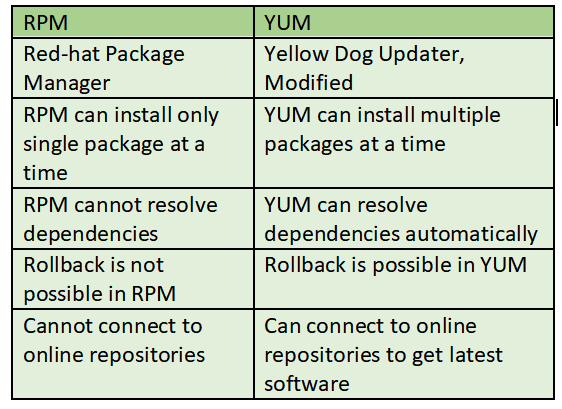 RPM
YUM
Red-hat Package
Manager
Yellow Dog Updater,
Modified
RPM can install only
single package at a
time
YUM can install multiple
packages at a time
RPM cannot resolve
dependencies
YUM can resolve
dependencies automatically
Rollback is not
possible in RPM
Rollback is possible in YUM
Cannot connect to
online repositories
Can connect to online
repositories to get latest
software